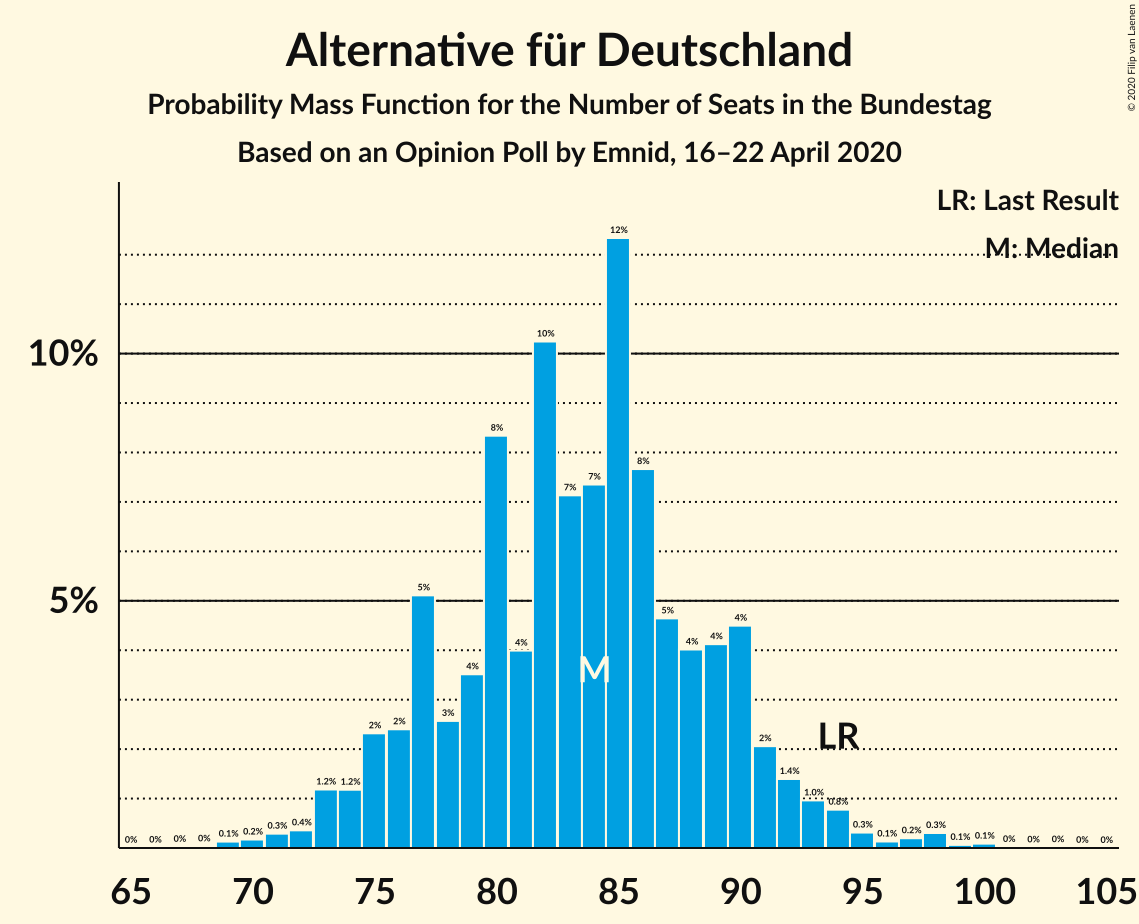 Alternative für Deutschland
Probability Mass Function for the Number of Seats in the Bundestag
Based on an Opinion Poll by Emnid, 16–22 April 2020
© 2020 Filip van Laenen
LR: Last Result
M: Median
10%
5%
0% 0% 0% 0% 0.1% 0.2% 0.3% 0.4% 1.2% 1.2% 2% 2% 5% 3% 4% 8% 4% 10% 7% 7% 12% 8% 5% 4% 4% 4% 2% 1.4% 1.0% 0.8% 0.3% 0.1% 0.2% 0.3% 0.1% 0.1% 0% 0% 0% 0% 0%
M
LR
65 70 75 80 85 90 95 100 105